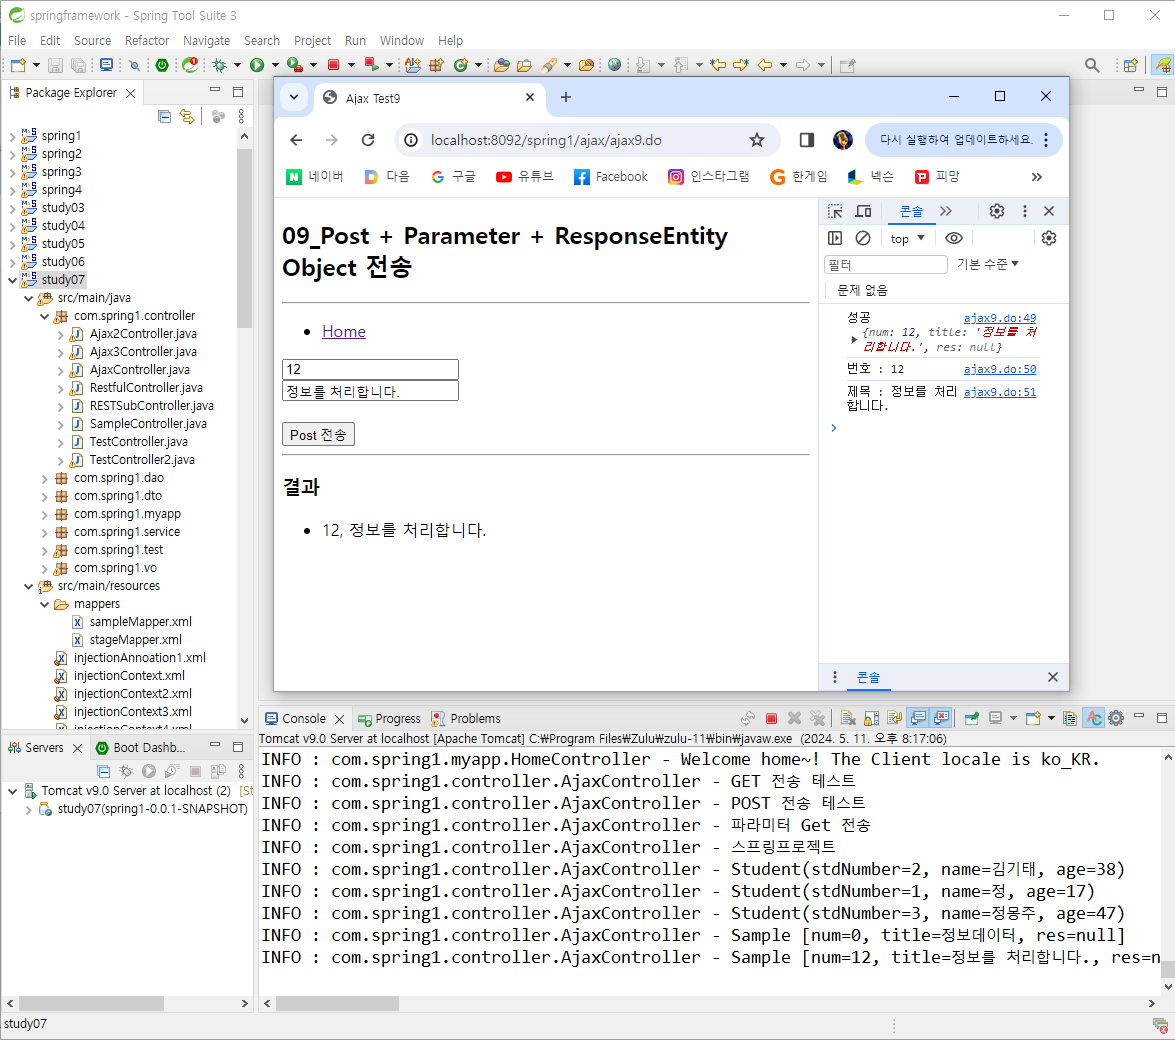 springframework - Spring Tool Suite 3
File Edit Source Refactor Navigate Search Project Run Window Help
Package Explorer
spring1
spring2
spring3
spring4
study03
study04
study05
study06
study07
src/main/java
com.spring1.controller
Ajax2Controller.java
Ajax3Controller.java
AjaxController.java
RestfulController.java
RESTSubController.java
SampleController.java
TestController.java
TestController2.java
com.spring1.dao
com.spring1.dto
com.spring1.myapp
com.spring1.service
com.spring1.test
com.spring1.vo
src/main/resources
mappers
sampleMapper.xml
stageMapper.xml
injectionAnnoation1.xml
injectionContext.xml
injectionContext2.xml
injectionContext3.xml
injectionContext4.xml
Ajax Test9
localhost:8092/spring1/ajax/ajax9.do
다시 실행하여 업데이트하세요.
네이버 다음 구글 유튜브 Facebook 인스타그램 한게임 넥슨 피망
09_Post + Parameter + ResponseEntity
Object 전송
Home
12
정보를 처리합니다.
Post 전송
결과
12, 정보를 처리합니다.
콘솔
top
필터 기본 수준
문제 없음
성공 ajax9.do:49
{num: 12, title: '정보를 처
리합니다.', res: null}
번호 : 12 ajax9.do:50
제목 : 정보를 처리 ajax9.do:51
합니다.
콘솔
Servers Boot Dashb...
Tomcat v9.0 Server at localhost (2) [St
study07(spring1-0.0.1-SNAPSHOT)
Console Progress Problems
Tomcat v9.0 Server at localhost [Apache Tomcat] C:₩Program Files₩Zulu₩zulu-11₩bin₩javaw.exe (2024. 5. 11. 오후 8:17:06)
INFO : com.spring1.myapp.HomeController - Welcome home~! The Client locale is ko_KR.
INFO : com.spring1.controller.AjaxController - GET 전송 테스트
INFO : com.spring1.controller.AjaxController - POST 전송 테스트
INFO : com.spring1.controller.AjaxController - 파라미터 Get 전송
INFO : com.spring1.controller.AjaxController - 스프링프로젝트
INFO : com.spring1.controller.AjaxController - Student(stdNumber=2, name=김기태, age=38)
INFO : com.spring1.controller.AjaxController - Student(stdNumber=1, name=정, age=17)
INFO : com.spring1.controller.AjaxController - Student(stdNumber=3, name=정몽주, age=47)
INFO : com.spring1.controller.AjaxController - Sample [num=0, title=정보데이터, res=null]
INFO : com.spring1.controller.AjaxController - Sample [num=12, title=정보를 처리합니다., res=n
study07